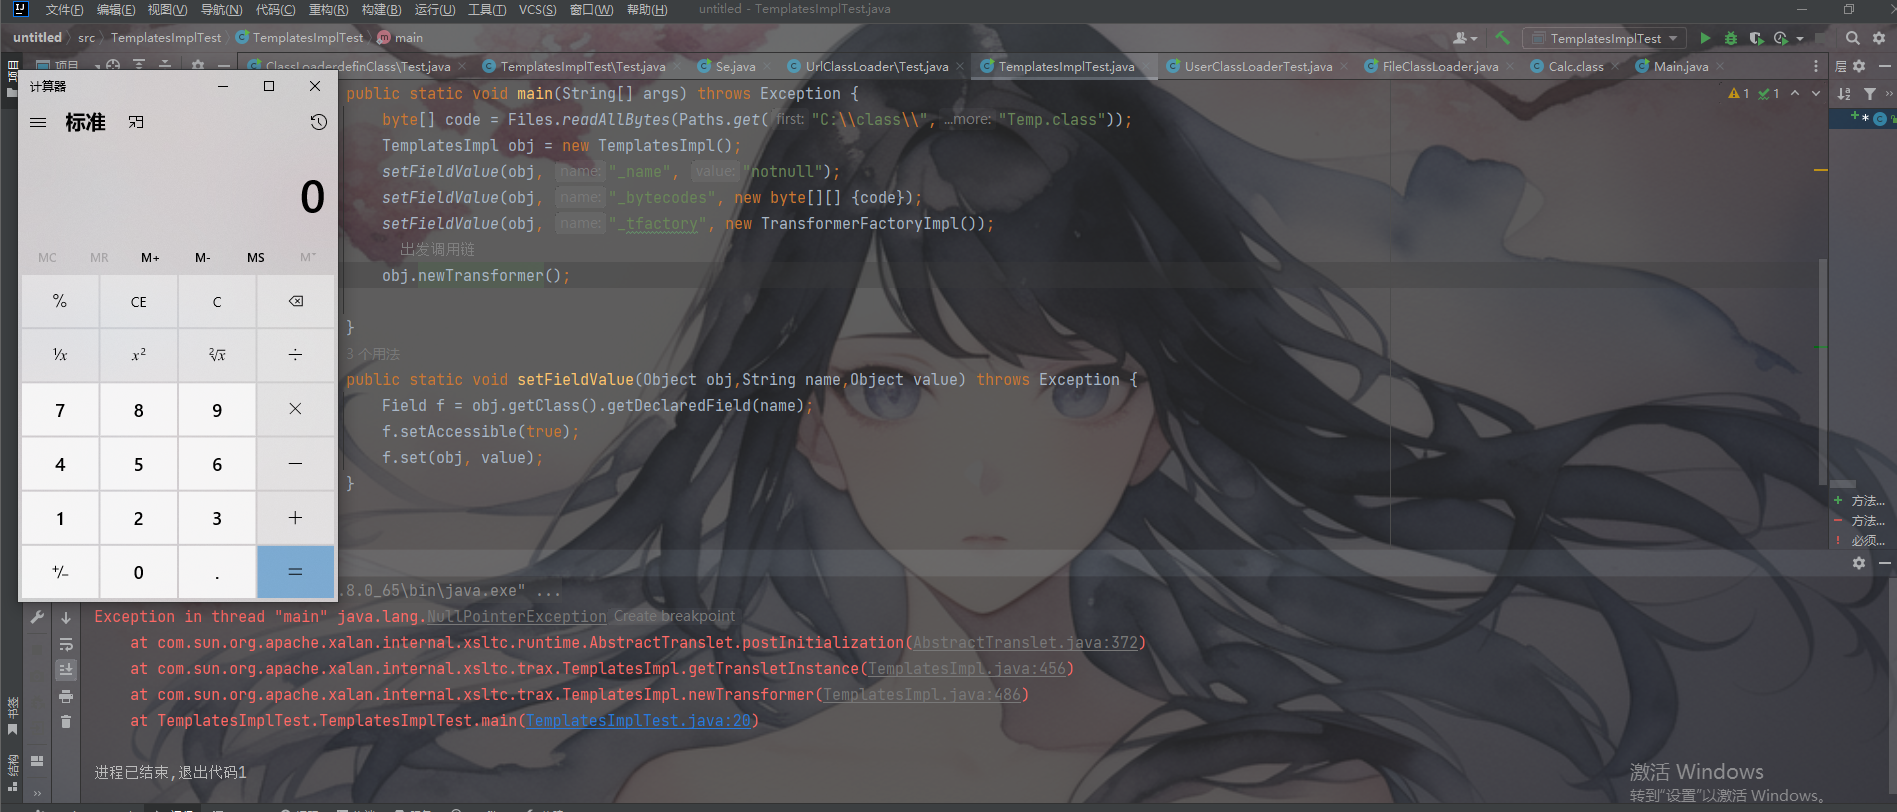 文件(F) 编辑(E) 视图(V) 导航(N) 代码(C) 重构(R) 构建(B) 运行(U) 工具(T) VCS(S) 窗口(W) 帮助(H) untitled - TemplatesImplTest.java
untitled src TemplatesImplTest TemplatesImplTest main TemplatesImplTest
项目 ClassLoaderdefinClass\Test.java TemplatesImplTest\Test.java Se.java UrlClassLoader\Test.java TemplatesImplTest.java UserClassLoaderTest.java FileClassLoader.java Calc.class Main.java 层
项目
计算器
标准
0
MC MR M+ M- MS M˅
% CE C
¹/x x² ²√x ÷
7 8 9 ×
4 5 6 −
1 2 3 +
+/− 0 . =
public static void main(String[] args) throws Exception { 1 1
byte[] code = Files.readAllBytes(Paths.get( first: "C:\\class\\", ...more: "Temp.class"));
TemplatesImpl obj = new TemplatesImpl();
setFieldValue(obj, name: "_name", value: "notnull");
setFieldValue(obj, name: "_bytecodes", new byte[][] {code});
setFieldValue(obj, name: "_tfactory", new TransformerFactoryImpl());
出发调用链
obj.newTransformer();
}
3 个用法
public static void setFieldValue(Object obj,String name,Object value) throws Exception {
Field f = obj.getClass().getDeclaredField(name);
f.setAccessible(true);
f.set(obj, value);
}
方法...
方法...
必须...
.8.0_65\bin\java.exe" ...
Exception in thread "main" java.lang.NullPointerException Create breakpoint
at com.sun.org.apache.xalan.internal.xsltc.runtime.AbstractTranslet.postInitialization(AbstractTranslet.java:372)
at com.sun.org.apache.xalan.internal.xsltc.trax.TemplatesImpl.getTransletInstance(TemplatesImpl.java:456)
at com.sun.org.apache.xalan.internal.xsltc.trax.TemplatesImpl.newTransformer(TemplatesImpl.java:486)
at TemplatesImplTest.TemplatesImplTest.main(TemplatesImplTest.java:20)
进程已结束,退出代码1
书签
结构
激活 Windows
转到"设置"以激活 Windows。